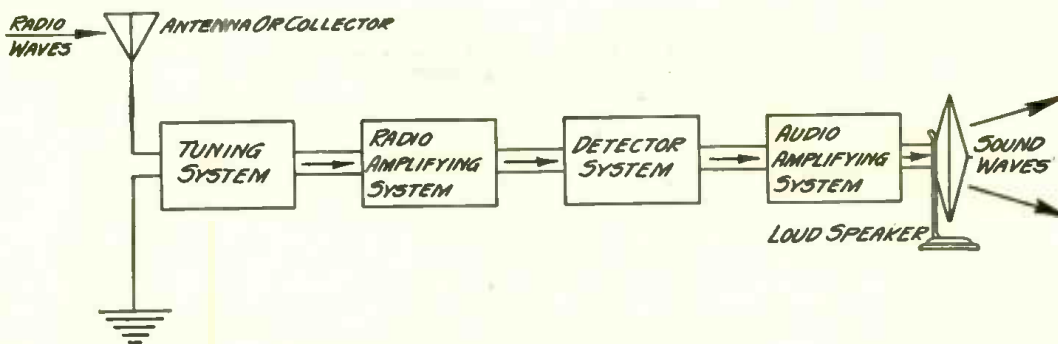 RADIO
WAVES
ANTENNA OR COLLECTOR
TUNING
SYSTEM
RADIO
AMPLIFYING
SYSTEM
DETECTOR
SYSTEM
AUDIO
AMPLIFYING
SYSTEM
SOUND
WAVES
LOUD SPEAKER